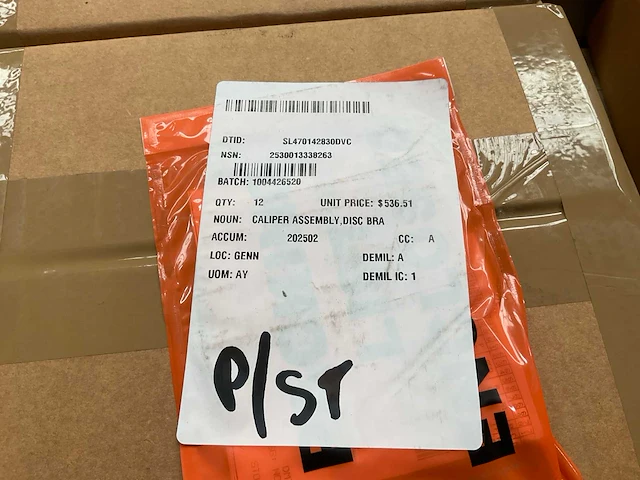 DTID: SL470142830DVC
NSN: 2530013338263
BATCH: 1004426520
QTY: 12 UNIT PRICE: $536.51
NOUN: CALIPER ASSEMBLY,DISC BRA
ACCUM: 202502 CC: A
LOC: GENN DEMIL: A
UOM: AY DEMIL IC: 1
P/ST